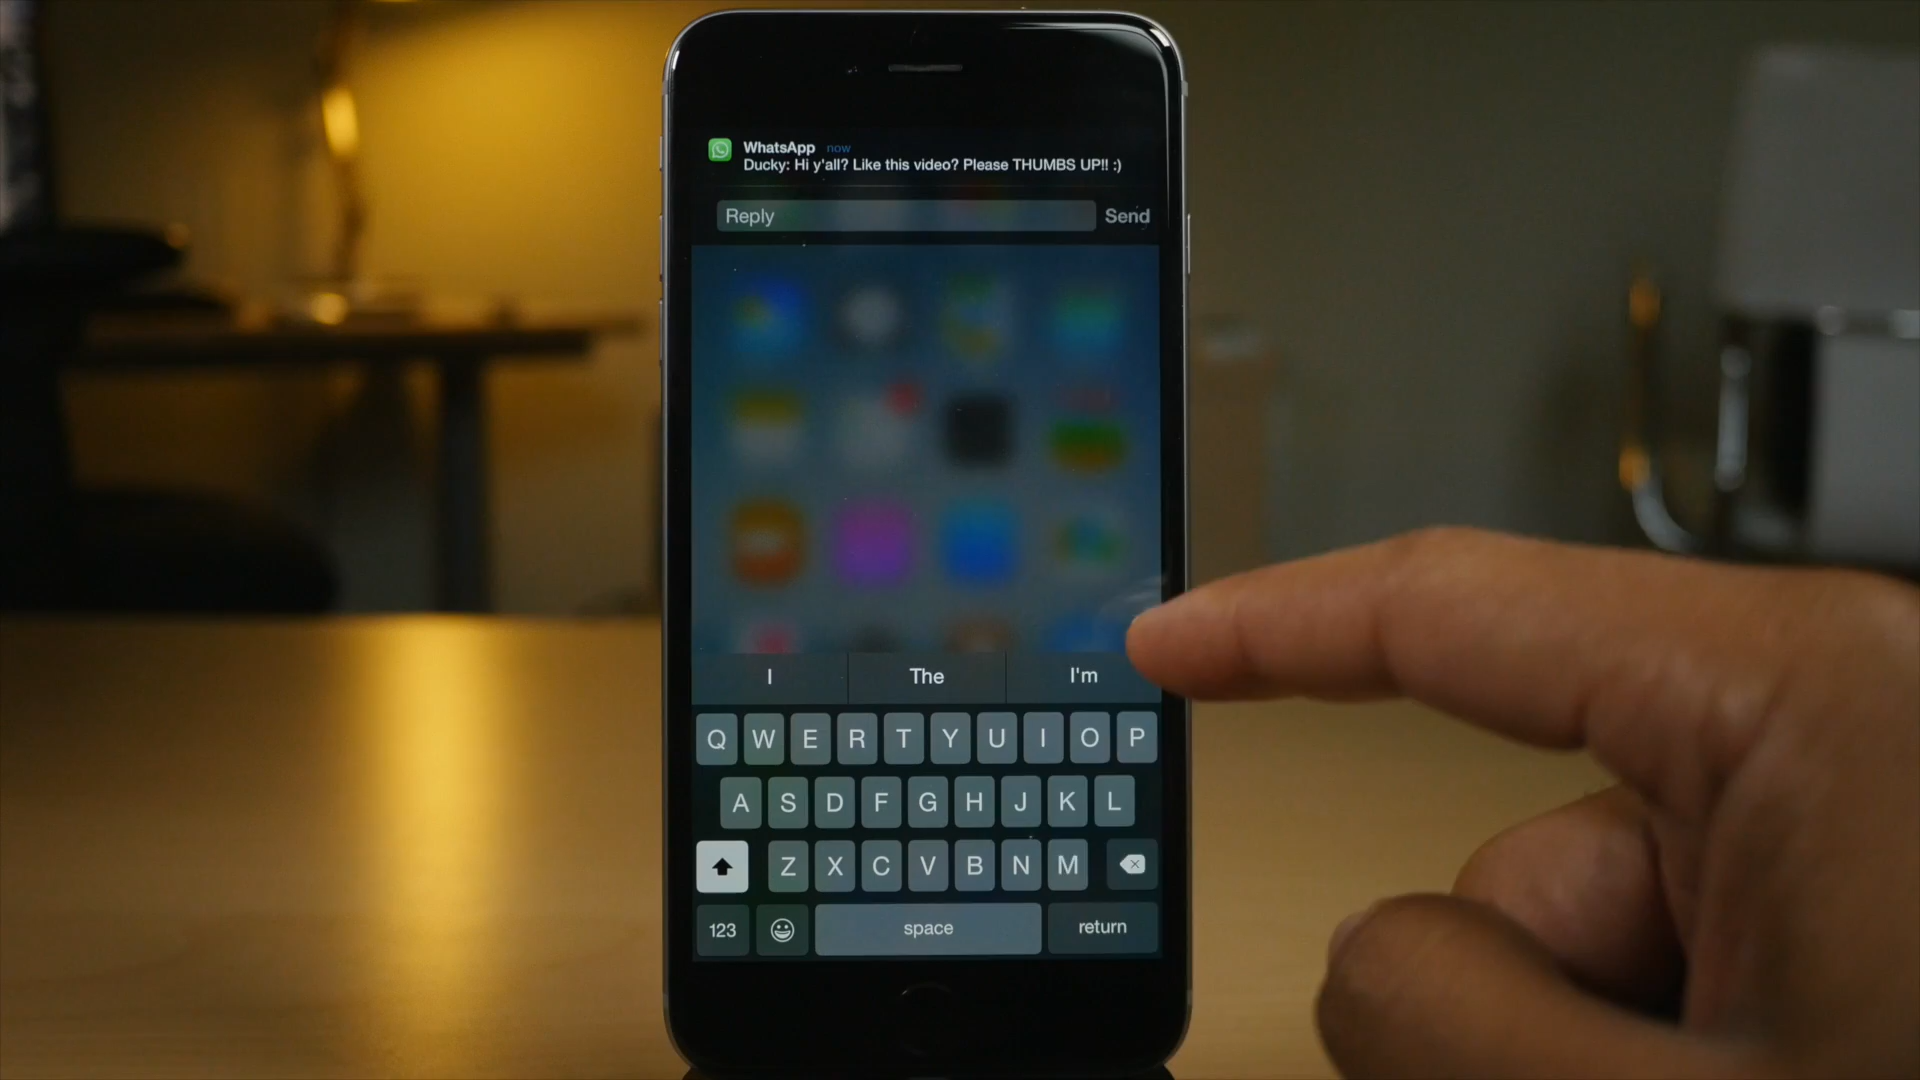 WhatsApp now
Ducky: Hi y'all? Like this video? Please THUMBS UP!! :)
Reply Send
I The I'm
Q W E R T Y U I O P
A S D F G H J K L
Z X C V B N M
123 space return